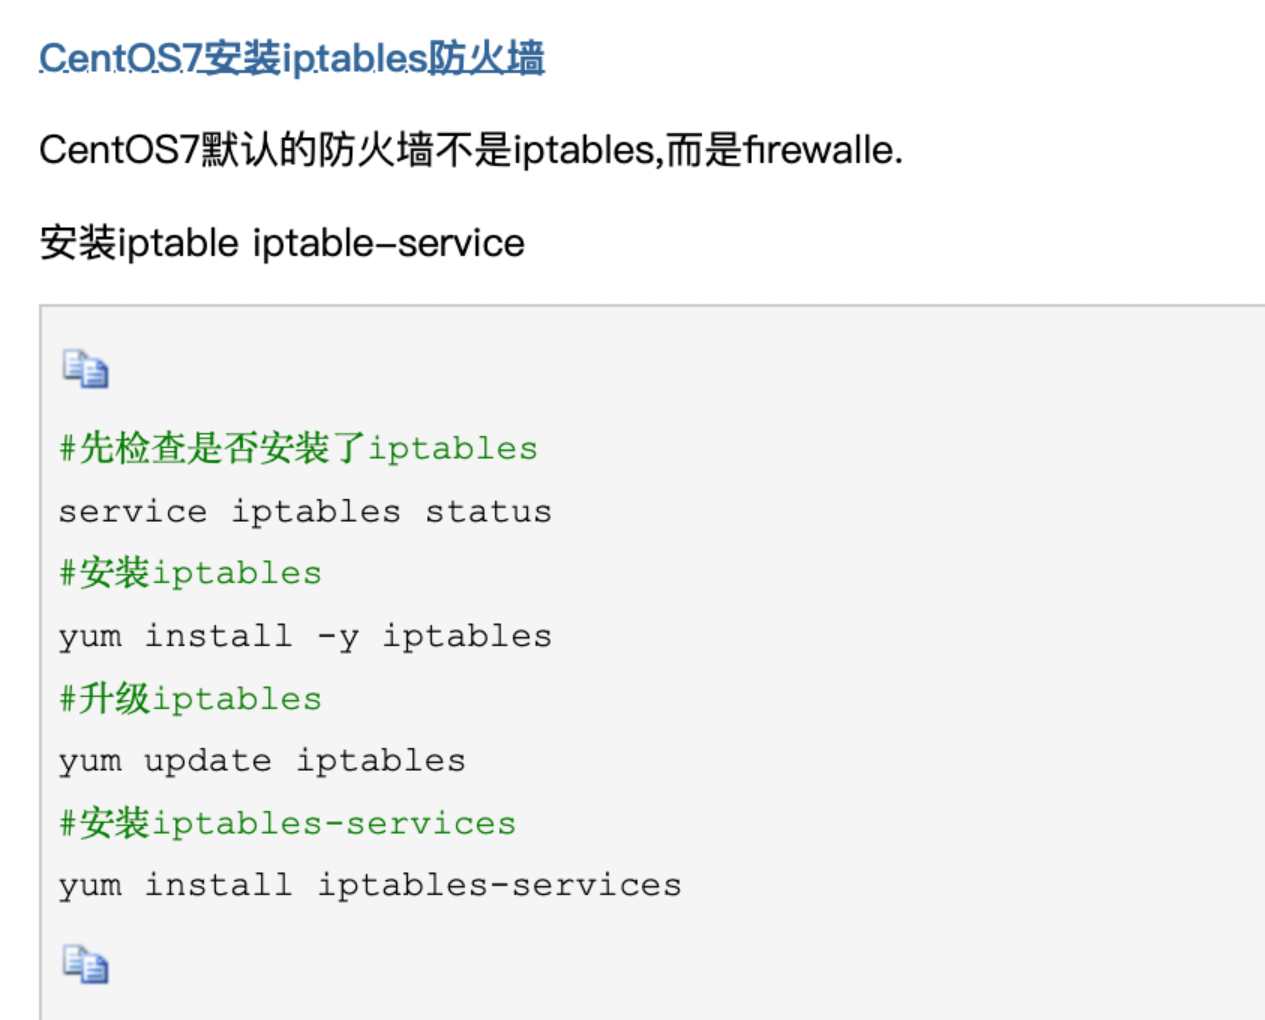 CentOS7安装iptables防火墙
CentOS7默认的防火墙不是iptables,而是firewalle.
安装iptable iptable-service
#先检查是否安装了iptables
service iptables status
#安装iptables
yum install -y iptables
#升级iptables
yum update iptables
#安装iptables-services
yum install iptables-services